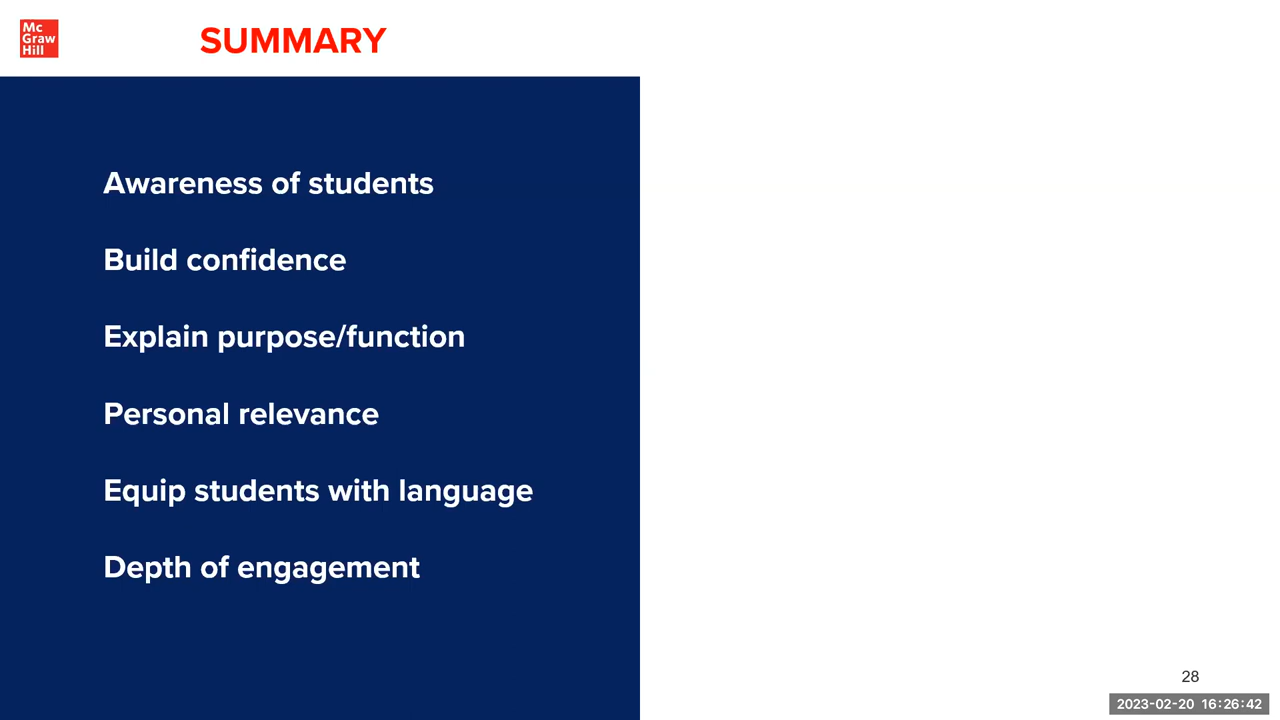 Mc
Graw
Hill
SUMMARY
Awareness of students
Build confidence
Explain purpose/function
Personal relevance
Equip students with language
Depth of engagement
28
2023-02-20 16:26:42